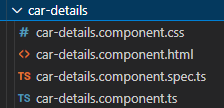 car-details
car-details.component.css
car-details.component.html
TS car-details.component.spec.ts
TS car-details.component.ts